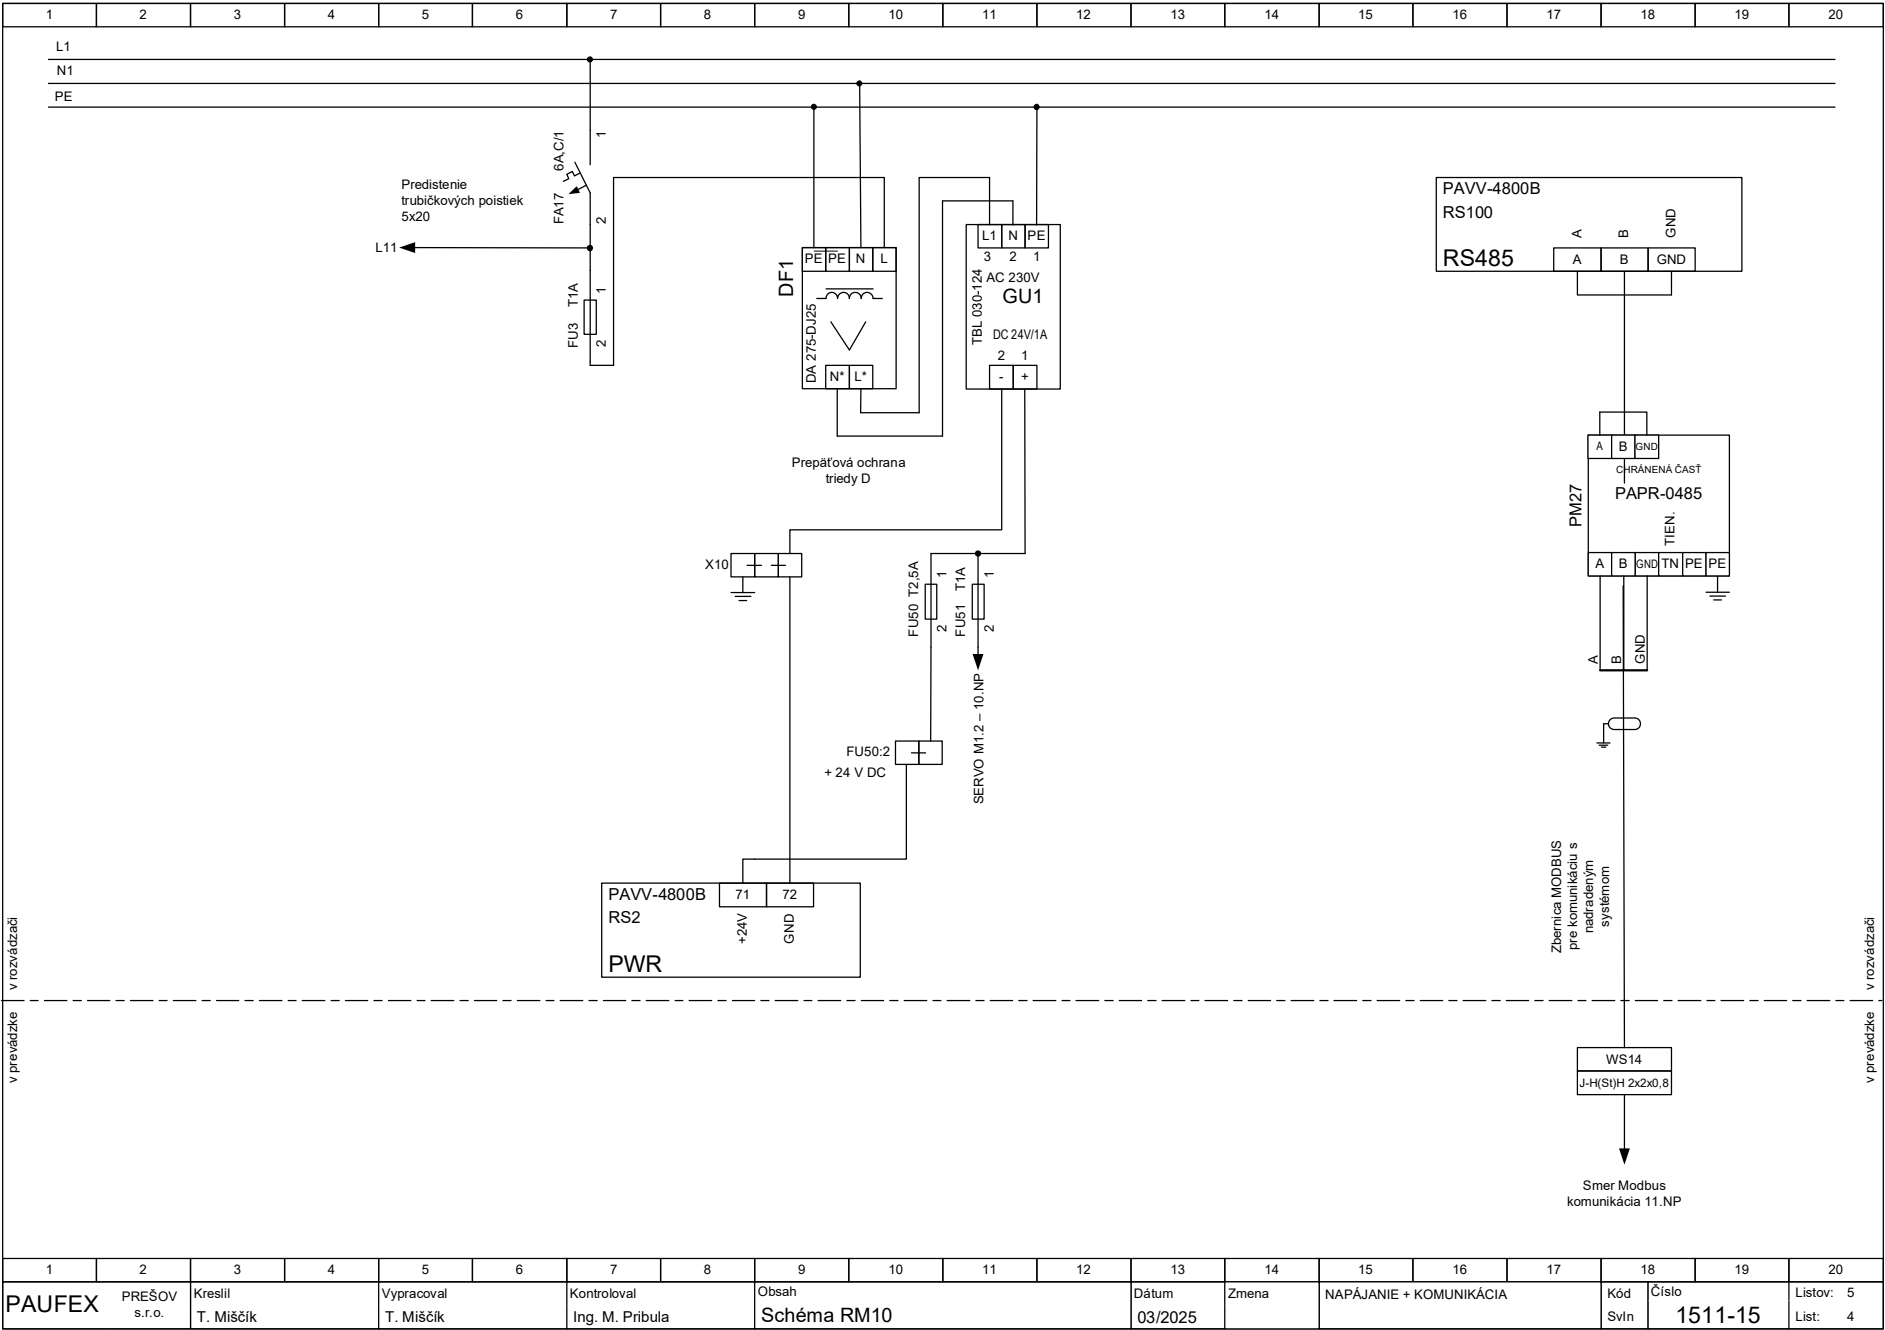 1 2 3 4 5 6 7 8 9 10 11 12 13 14 15 16 17 18 19 20
L1
N1
PE
FA17 6A,C/1
1
2
Predistenie
trubičkových poistiek
5x20
L11
FU3 T1A
1
2
DF1
PE PE N L
DA 275-DJ25
N* L*
Prepäťová ochrana
triedy D
L1 N PE
3 2 1
AC 230V
GU1
TBL 030-124
DC 24V/1A
2 1
- +
X10
FU50 T2,5A
1
2
FU51 T1A
1
2
SERVO M1.2 – 10.NP
FU50:2
+ 24 V DC
PAVV-4800B
RS2
PWR
71 72
+24V
GND
PAVV-4800B
RS100
RS485
A B GND
A B GND
A B GND
CHRÁNENÁ ČASŤ
PAPR-0485
PM27
TIEN.
A B GND TN PE PE
A B GND
Zbernica MODBUS
pre komunikáciu s
nadradeným
systémom
v rozvádzači
v rozvádzači
v prevádzke
v prevádzke
WS14
J-H(St)H 2x2x0,8
Smer Modbus
komunikácia 11.NP
1 2 3 4 5 6 7 8 9 10 11 12 13 14 15 16 17 18 19 20
PAUFEX
PREŠOV
s.r.o.
Kreslil
T. Miščík
Vypracoval
T. Miščík
Kontroloval
Ing. M. Pribula
Obsah
Schéma RM10
Dátum
03/2025
Zmena
NAPÁJANIE + KOMUNIKÁCIA
Kód
SvIn
Číslo
1511-15
Listov: 5
List: 4